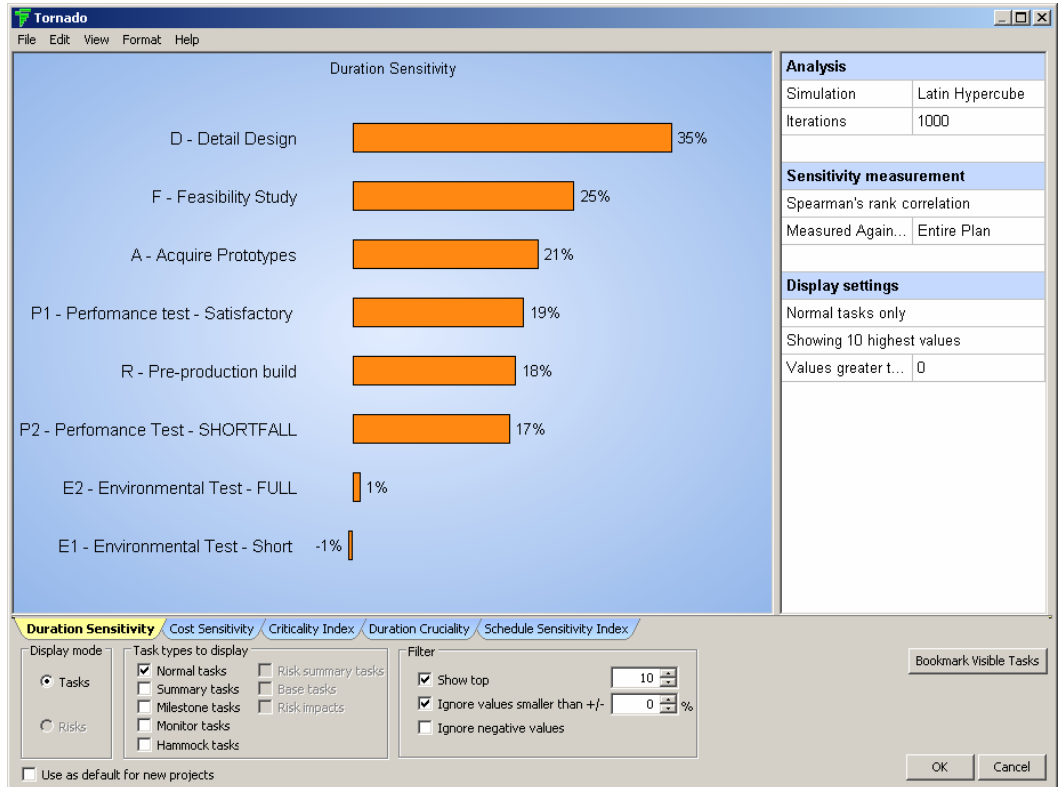 Tornado
File Edit View Format Help
Duration Sensitivity
D - Detail Design 35%
F - Feasibility Study 25%
A - Acquire Prototypes 21%
P1 - Perfomance test - Satisfactory 19%
R - Pre-production build 18%
P2 - Perfomance Test - SHORTFALL 17%
E2 - Environmental Test - FULL 1%
E1 - Environmental Test - Short -1%
Analysis
Simulation Latin Hypercube
Iterations 1000
Sensitivity measurement
Spearman's rank correlation
Measured Again... Entire Plan
Display settings
Normal tasks only
Showing 10 highest values
Values greater t... 0
Duration Sensitivity Cost Sensitivity Criticality Index Duration Cruciality Schedule Sensitivity Index
Display mode
Tasks
Risks
Task types to display
Normal tasks Risk summary tasks
Summary tasks Base tasks
Milestone tasks Risk impacts
Monitor tasks
Hammock tasks
Filter
Show top 10
Ignore values smaller than +/- 0 %
Ignore negative values
Bookmark Visible Tasks
Use as default for new projects
OK Cancel